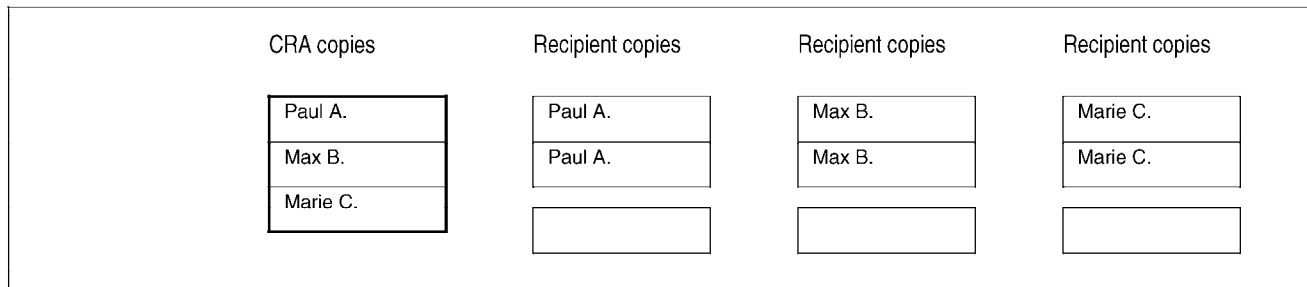 CRA copies Recipient copies Recipient copies Recipient copies
Paul A. Paul A. Max B. Marie C.
Max B. Paul A. Max B. Marie C.
Marie C.